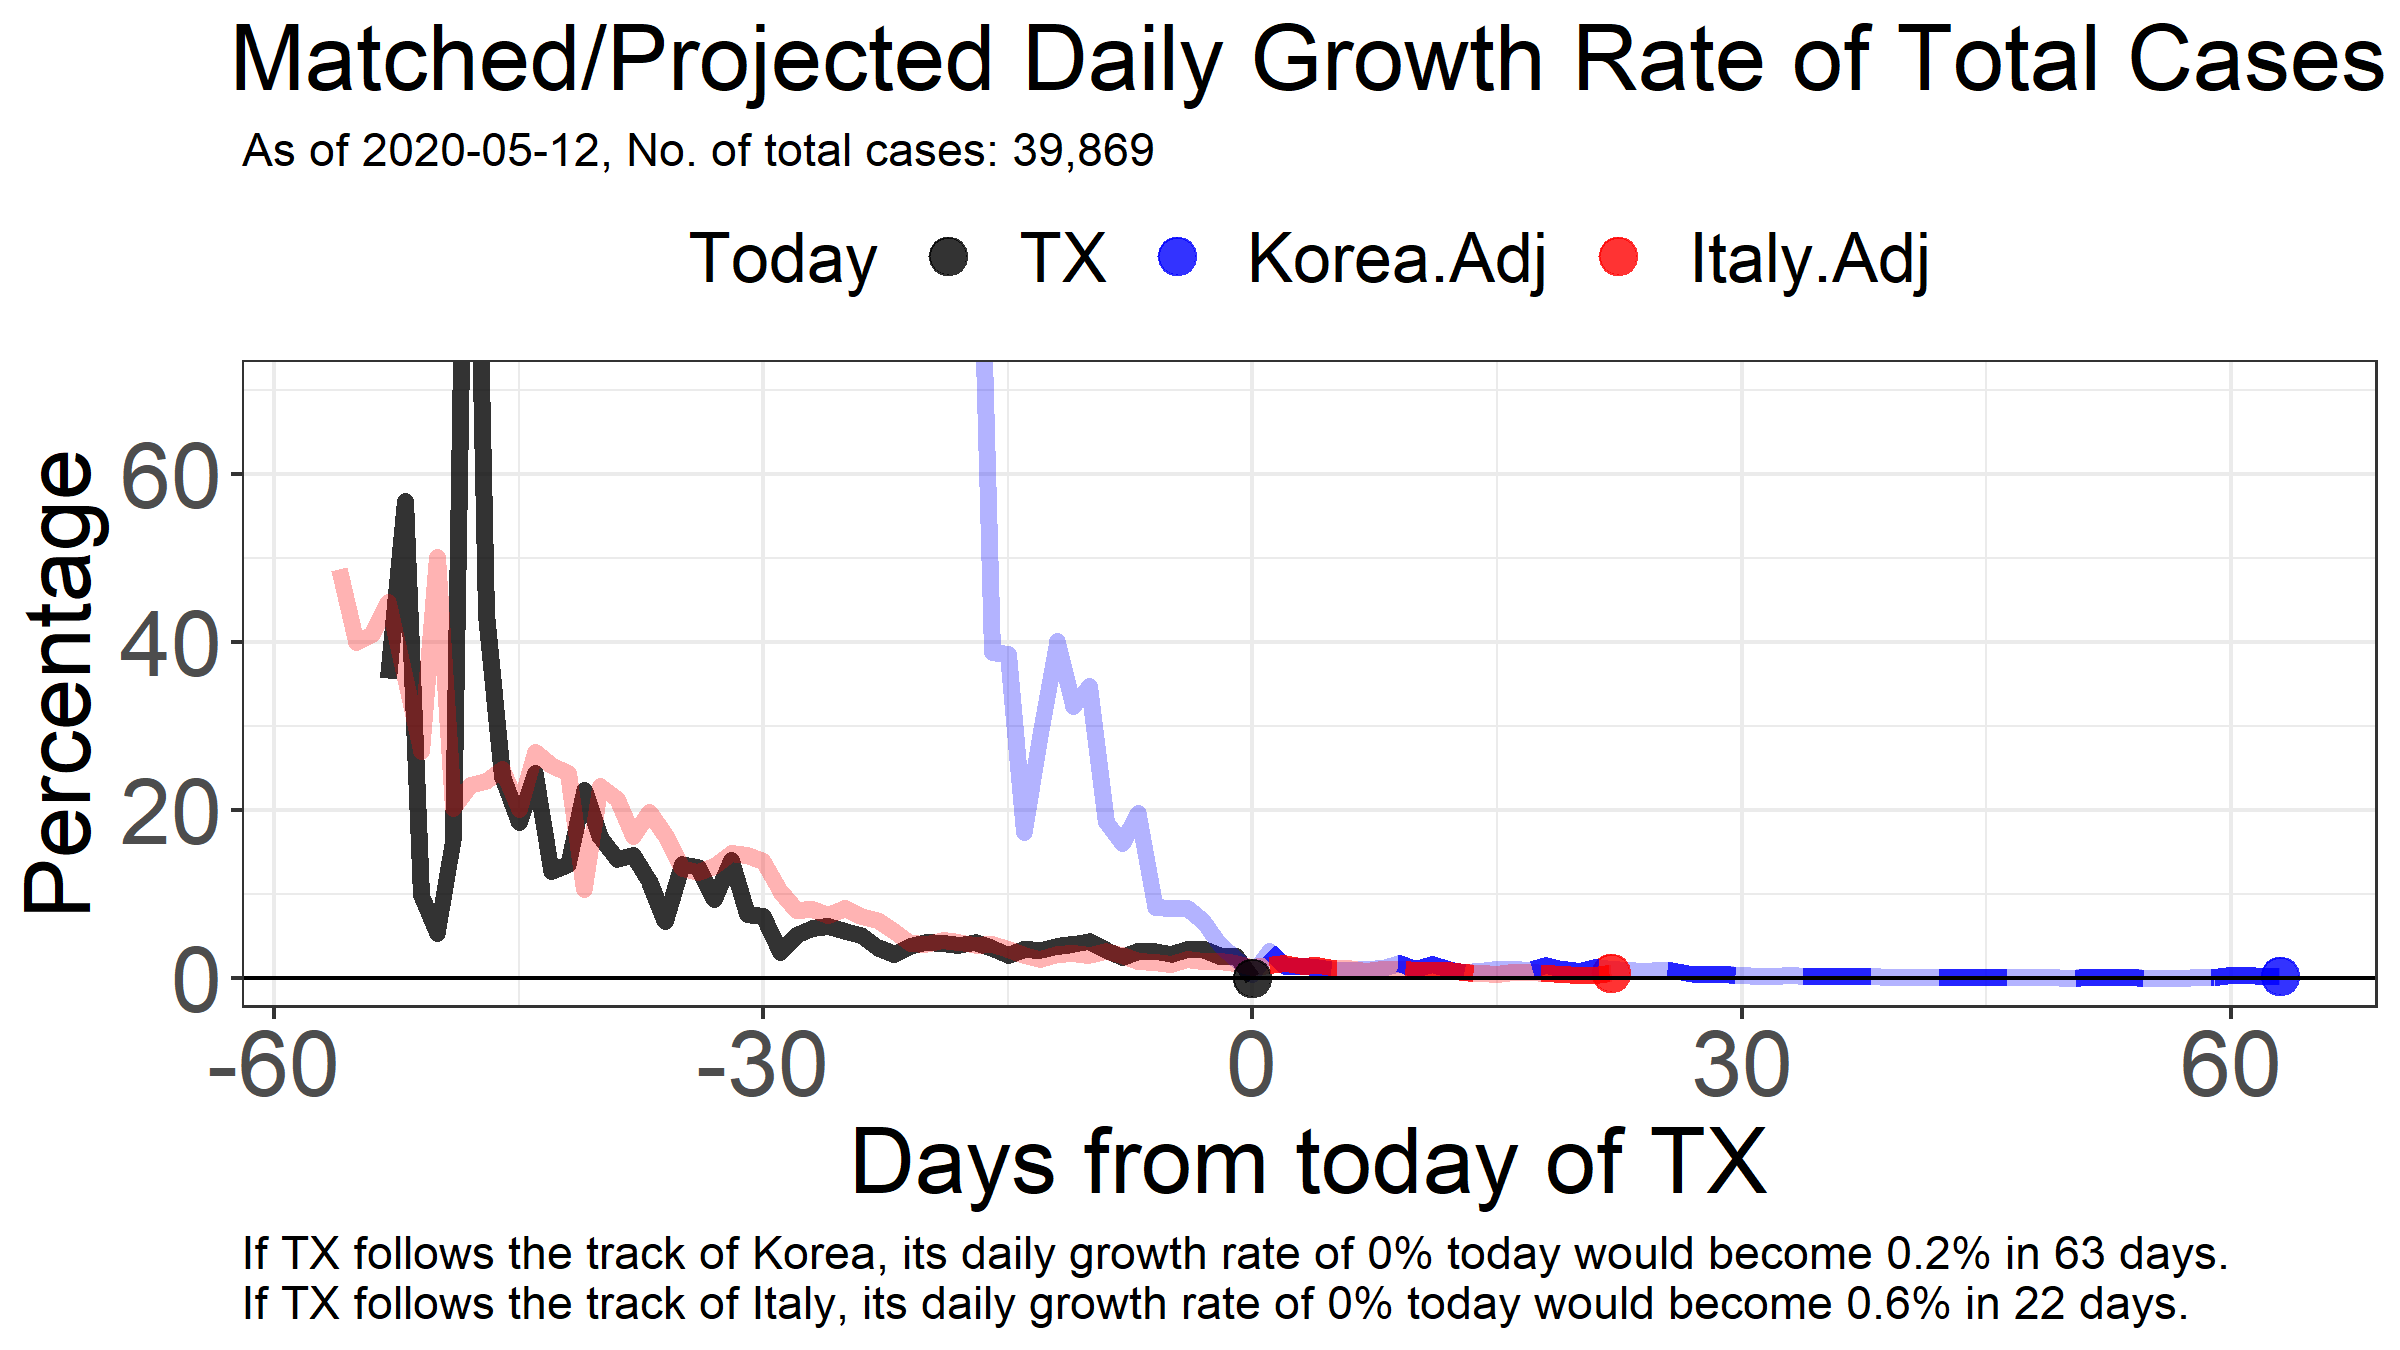 Matched/Projected Daily Growth Rate of Total Cases
As of 2020-05-12, No. of total cases: 39,869
Today TX Korea.Adj Italy.Adj
Percentage
60
40
20
0
-60 -30 0 30 60
Days from today of TX
If TX follows the track of Korea, its daily growth rate of 0% today would become 0.2% in 63 days.
If TX follows the track of Italy, its daily growth rate of 0% today would become 0.6% in 22 days.